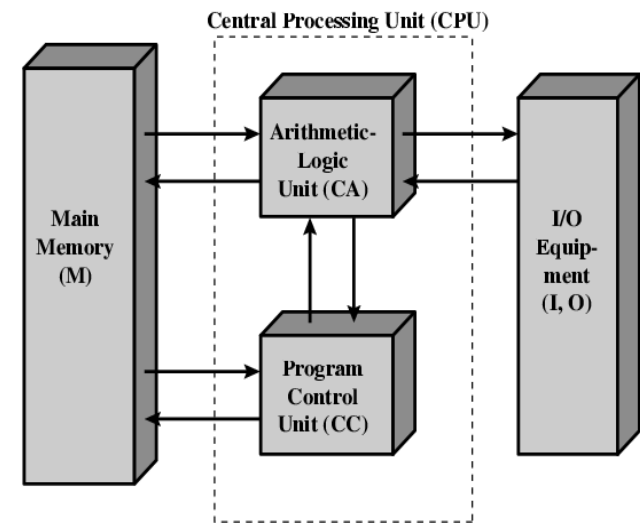 Central Processing Unit (CPU)
Arithmetic-
Logic
Unit (CA)
Main
Memory
(M)
I/O
Equip-
ment
(I, O)
Program
Control
Unit (CC)